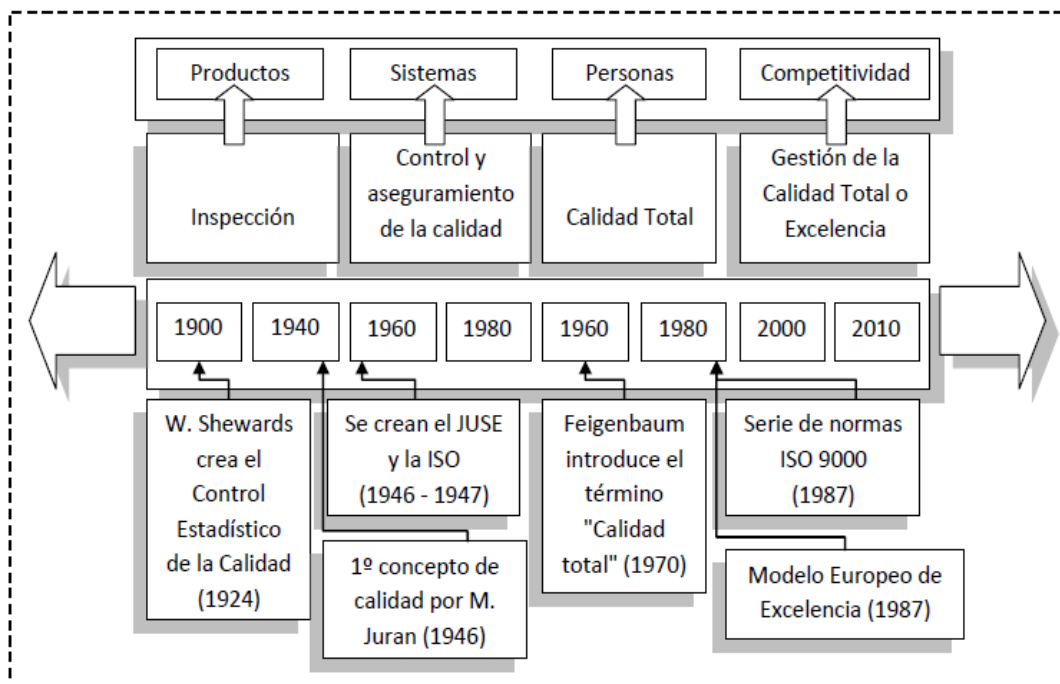 Productos
Sistemas
Personas
Competitividad
Inspección
Control y
aseguramiento
de la calidad
Calidad Total
Gestión de la
Calidad Total o
Excelencia
1900
1940
1960
1980
1960
1980
2000
2010
W. Shewards
crea el
Control
Estadístico
de la Calidad
(1924)
Se crean el JUSE
y la ISO
(1946 - 1947)
1º concepto de
calidad por M.
Juran (1946)
Feigenbaum
introduce el
término
"Calidad
total" (1970)
Serie de normas
ISO 9000
(1987)
Modelo Europeo de
Excelencia (1987)